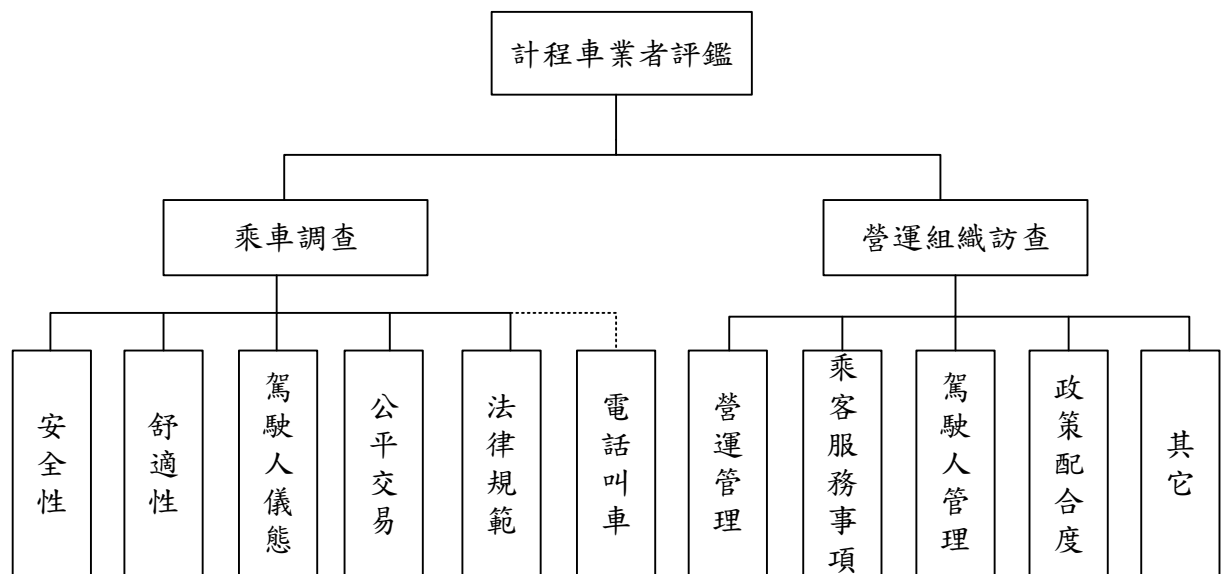 計程車業者評鑑
乘車調查
營運組織訪查
安全性
舒適性
駕駛人儀態
公平交易
法律規範
電話叫車
營運管理
乘客服務事項
駕駛人管理
政策配合度
其它